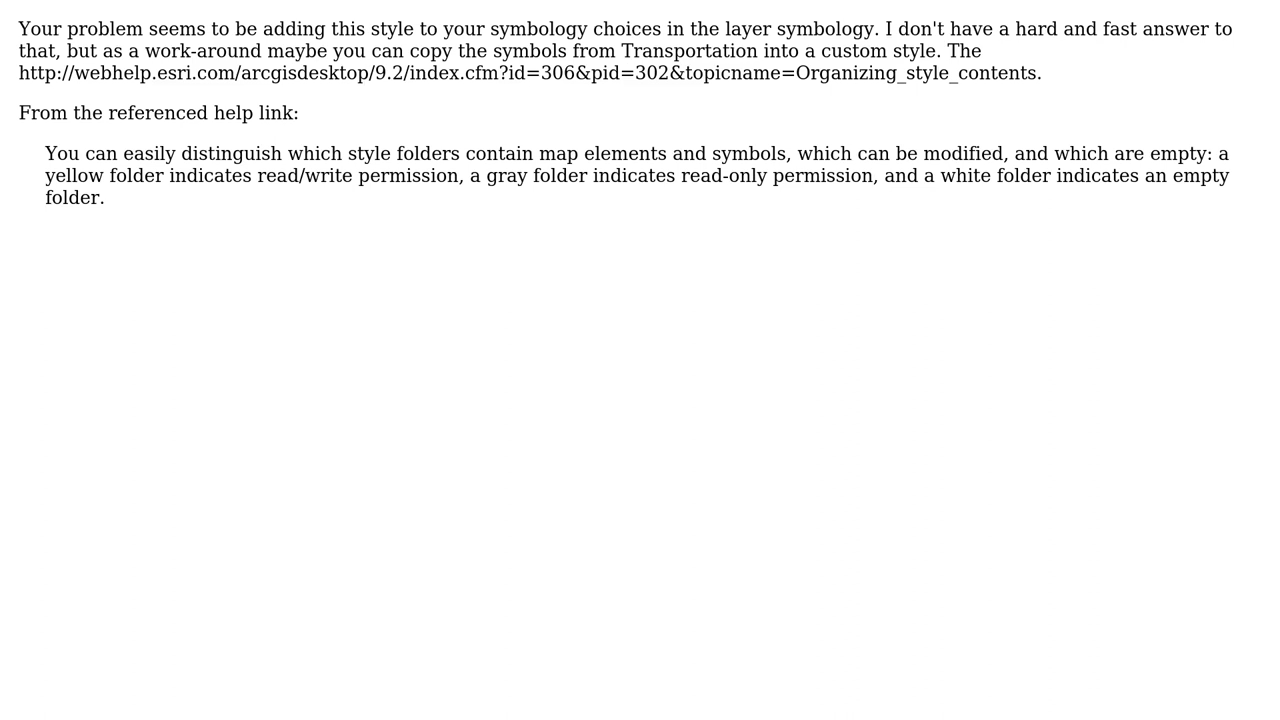 Your problem seems to be adding this style to your symbology choices in the layer symbology. I don't have a hard and fast answer to
that, but as a work-around maybe you can copy the symbols from Transportation into a custom style. The
http://webhelp.esri.com/arcgisdesktop/9.2/index.cfm?id=306&pid=302&topicname=Organizing_style_contents.
From the referenced help link:
You can easily distinguish which style folders contain map elements and symbols, which can be modified, and which are empty: a
yellow folder indicates read/write permission, a gray folder indicates read-only permission, and a white folder indicates an empty
folder.